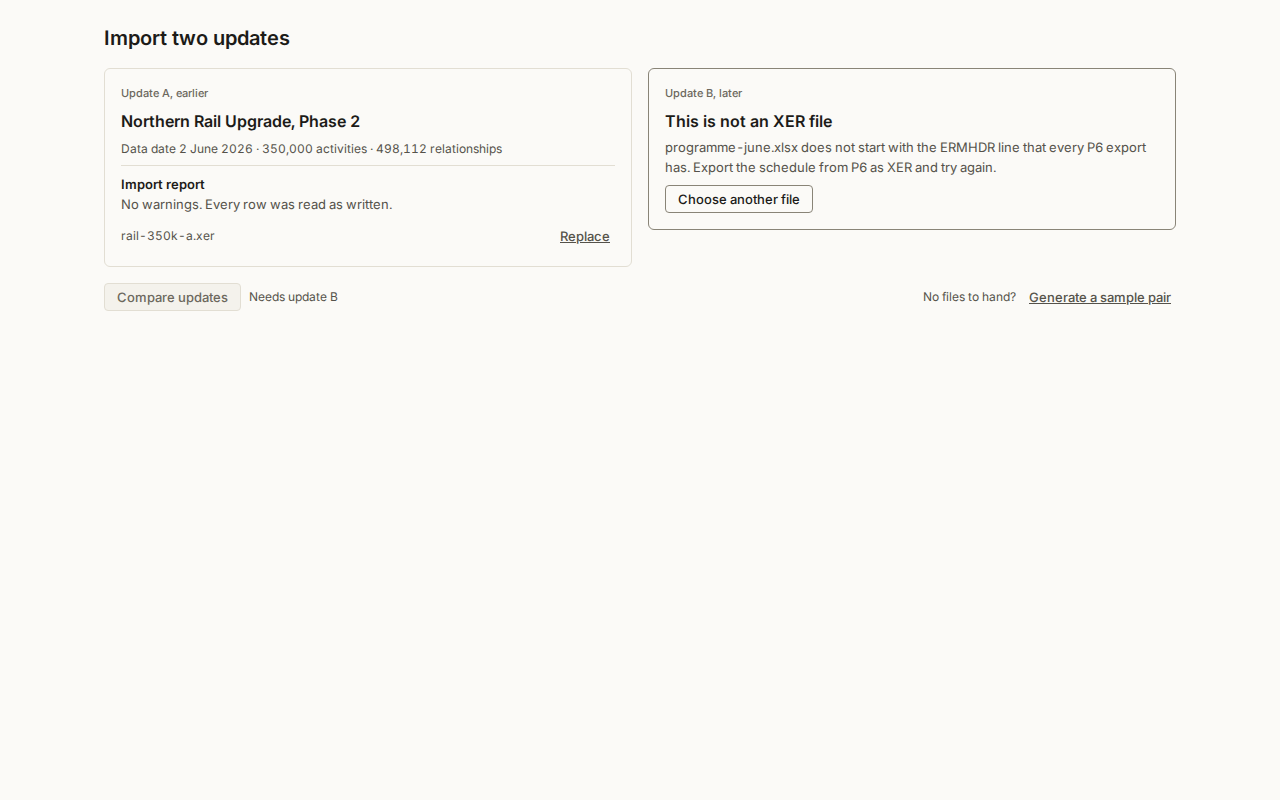 Import two updates
Update A, earlier
Northern Rail Upgrade, Phase 2
Data date 2 June 2026 · 350,000 activities · 498,112 relationships
Import report
No warnings. Every row was read as written.
rail-350k-a.xer
Replace
Update B, later
This is not an XER file
programme-june.xlsx does not start with the ERMHDR line that every P6 export
has. Export the schedule from P6 as XER and try again.
Choose another file
Compare updates
Needs update B
No files to hand?
Generate a sample pair